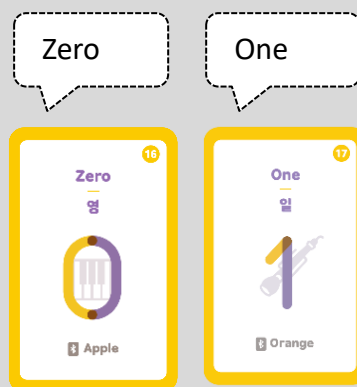 Zero
One
16
Zero
영
Apple
17
One
일
Orange